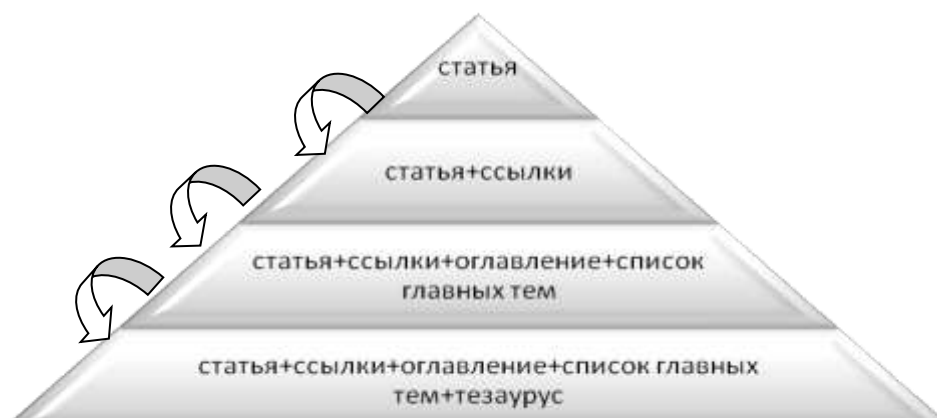 статья
статья+ссылки
статья+ссылки+оглавление+список
главных тем
статья+ссылки+оглавление+список главных
тем+тезаурус